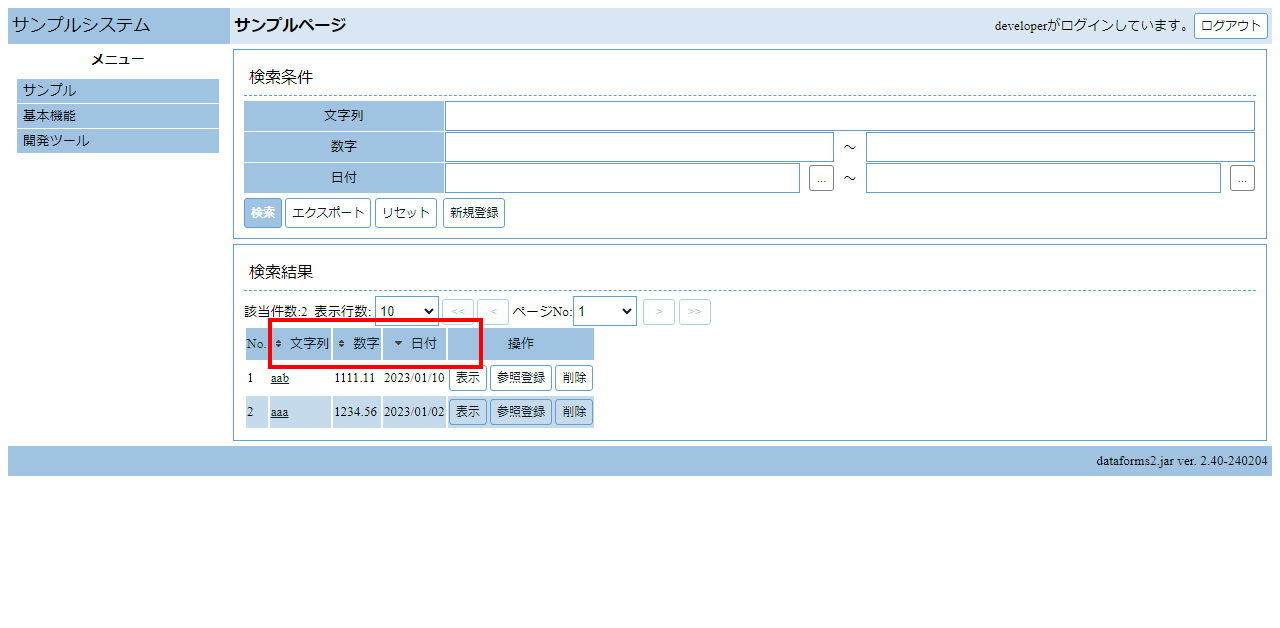 サンプルシステム サンプルページ developerがログインしています。 ログアウト
メニュー
サンプル
基本機能
開発ツール
検索条件
文字列
数字 ～
日付 ... ～ ...
検索 エクスポート リセット 新規登録
検索結果
該当件数:2 表示行数: 10 << < ページNo: 1 > >>
No. 文字列 数字 日付 操作
1 aab 1111.11 2023/01/10 表示 参照登録 削除
2 aaa 1234.56 2023/01/02 表示 参照登録 削除
dataforms2.jar ver. 2.40-240204